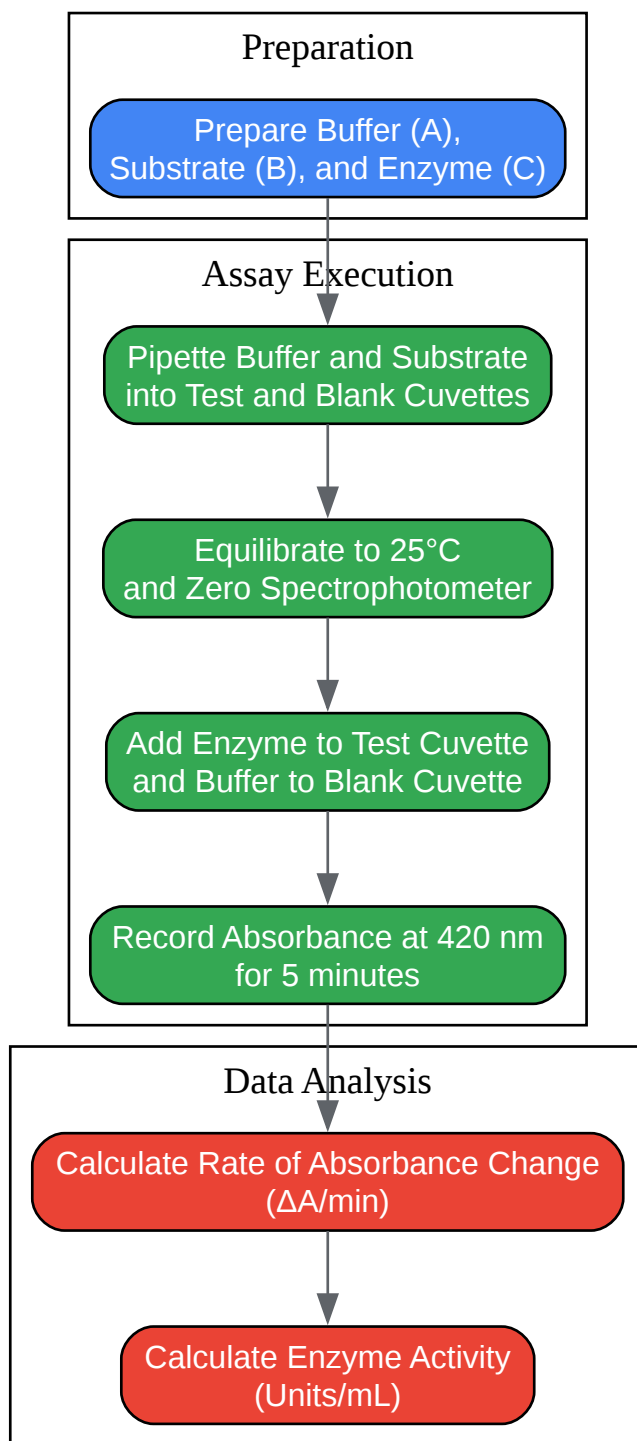 Preparation
Prepare Buffer (A),
Substrate (B), and Enzyme (C)
Assay Execution
Pipette Buffer and Substrate
into Test and Blank Cuvettes
Equilibrate to 25°C
and Zero Spectrophotometer
Add Enzyme to Test Cuvette
and Buffer to Blank Cuvette
Record Absorbance at 420 nm
for 5 minutes
Data Analysis
Calculate Rate of Absorbance Change
(ΔA/min)
Calculate Enzyme Activity
(Units/mL)